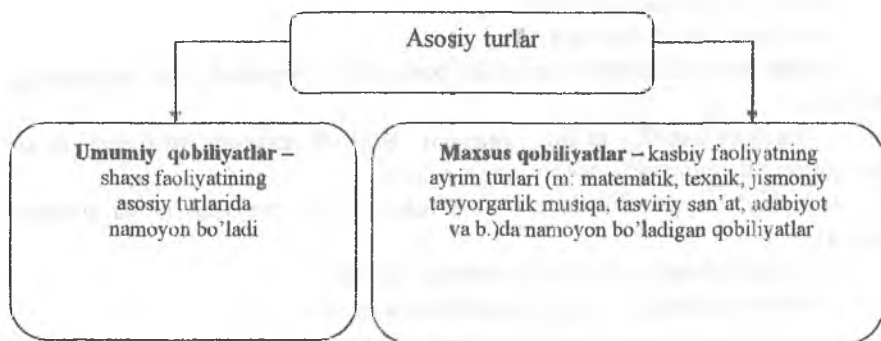 Asosiy turlar
Umumiy qobiliyatlar –
shaxs faoliyatining
asosiy turlarida
namoyon bo'ladi
Maxsus qobiliyatlar – kasbiy faoliyatning
ayrim turlari (m: matematik, texnik, jismoniy
tayyorgarlik musiqa, tasviriy san'at, adabiyot
va b.)da namoyon bo'ladigan qobiliyatlar